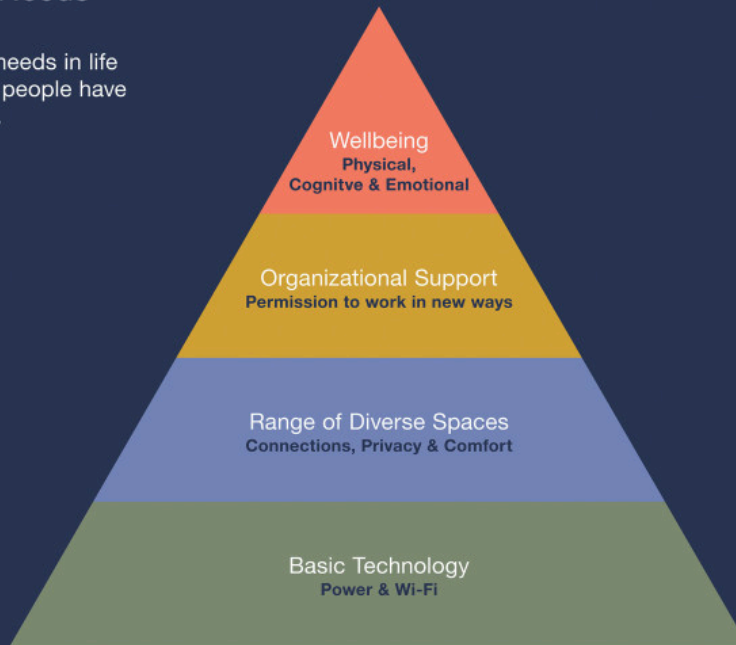 needs in life
people have
Wellbeing
Physical,
Cognitve & Emotional
Organizational Support
Permission to work in new ways
Range of Diverse Spaces
Connections, Privacy & Comfort
Basic Technology
Power & Wi-Fi